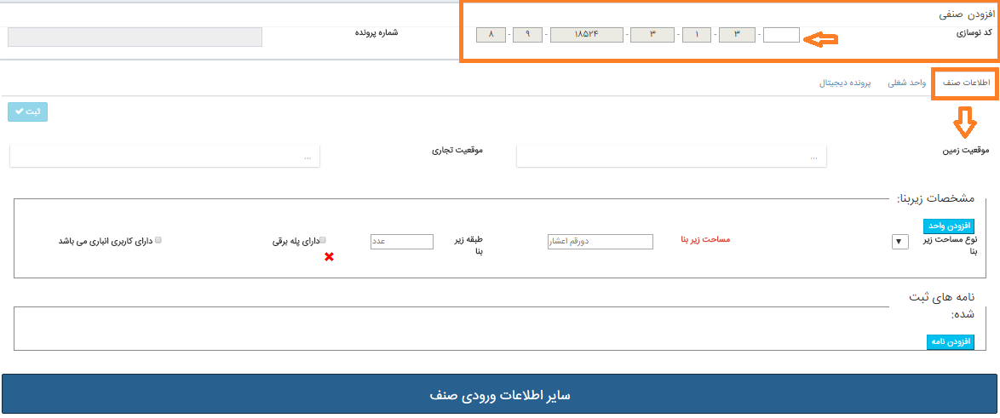 افزودن صنفی
کد نوسازی - ۳ - ۱ - ۳ - ۱۸۵۲۴ - ۹ - ۸ شماره پرونده
اطلاعات صنف واحد شغلی پرونده دیجیتال
ثبت
موقعیت زمین ... موقعیت تجاری ...
مشخصات زیربنا:
افزودن واحد
نوع مساحت زیر مساحت زیر بنا دورقم اعشار طبقه زیر عدد دارای پله برقی دارای کاربری انباری می باشد
بنا بنا
نامه های ثبت
شده:
افزودن نامه
سایر اطلاعات ورودی صنف